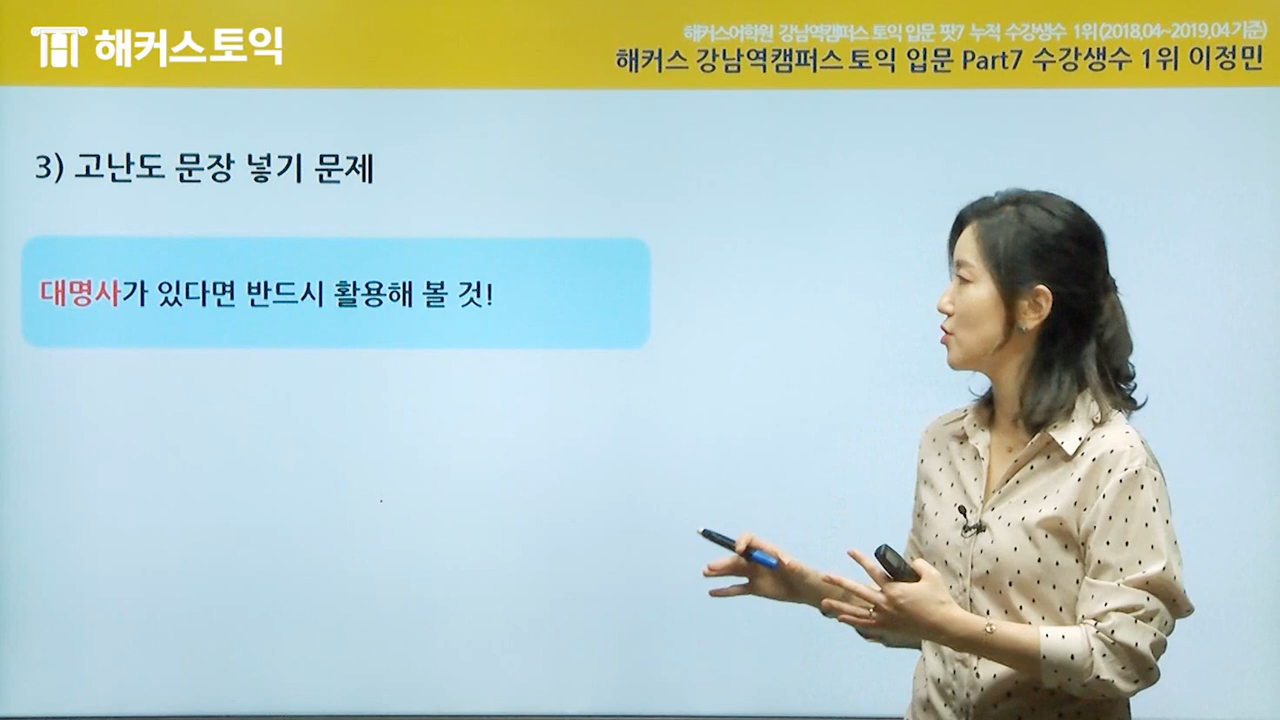 해커스토익
해커스어학원 강남역캠퍼스 토익 입문 팟7 누적 수강생수 1위(2018.04~2019.04 기준)
해커스 강남역캠퍼스 토익 입문 Part7 수강생수 1위 이정민
3) 고난도 문장 넣기 문제
대명사가 있다면 반드시 활용해 볼 것!